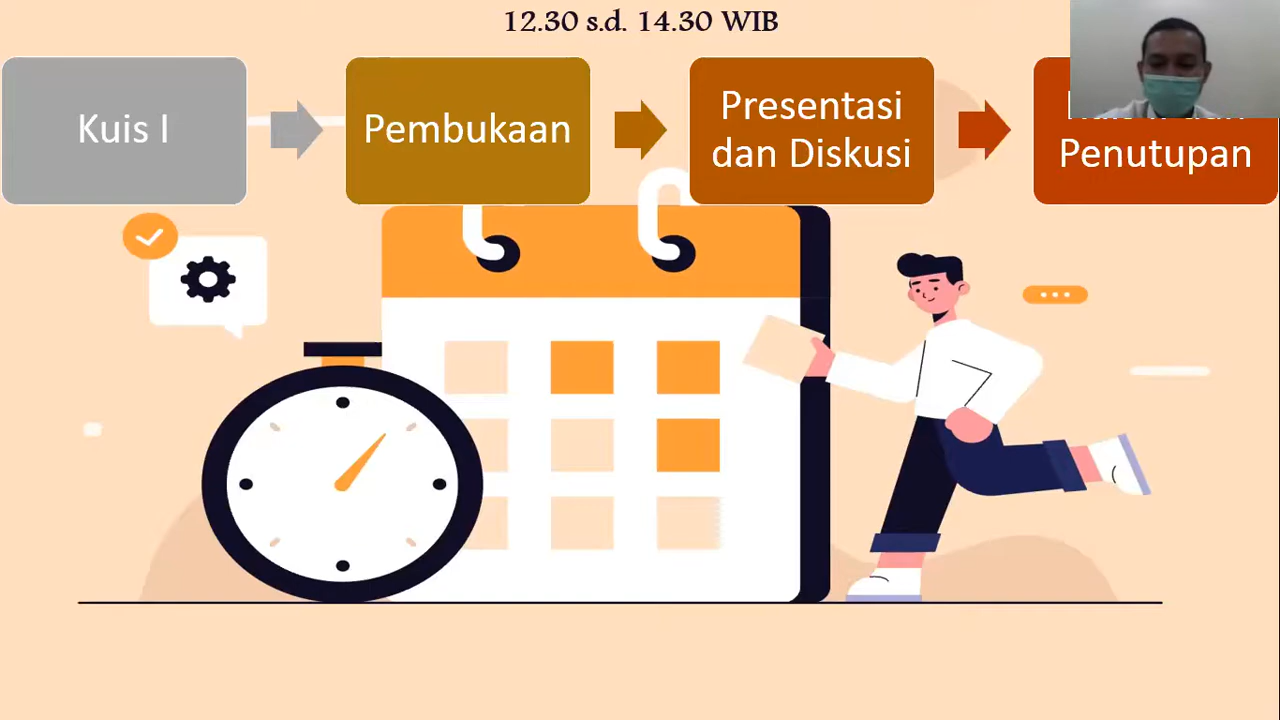 12.30 s.d. 14.30 WIB
Kuis I
Pembukaan
Presentasi
dan Diskusi
Penutupan